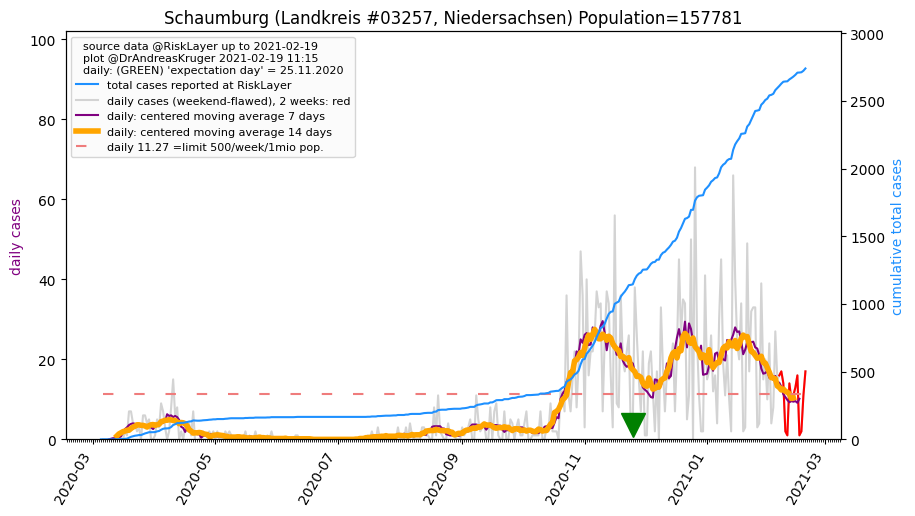 Schaumburg (Landkreis #03257, Niedersachsen) Population=157781
source data @RiskLayer up to 2021-02-19
plot @DrAndreasKruger 2021-02-19 11:15
daily: (GREEN) 'expectation day' = 25.11.2020
total cases reported at RiskLayer
daily cases (weekend-flawed), 2 weeks: red
daily: centered moving average 7 days
daily: centered moving average 14 days
daily 11.27 =limit 500/week/1mio pop.
daily cases
100
80
60
40
20
0
cumulative total cases
3000
2500
2000
1500
1000
500
0
2020-03
2020-05
2020-07
2020-09
2020-11
2021-01
2021-03